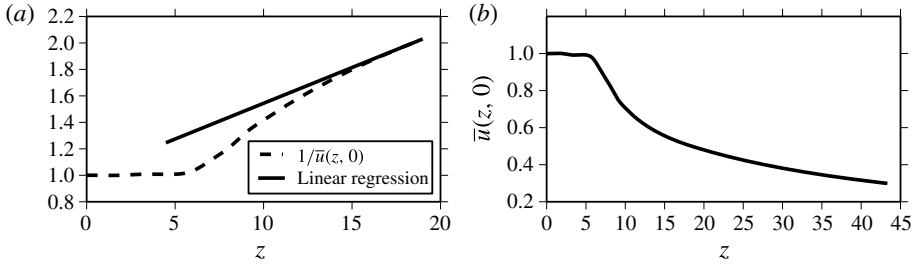 (a)
2.2
2.0
1.8
1.6
1.4
1.2
1.0
0.8
1/u̅(z, 0)
Linear regression
0 5 10 15 20
z
(b)
u̅(z, 0)
1.0
0.8
0.6
0.4
0.2
0 5 10 15 20 25 30 35 40 45
z